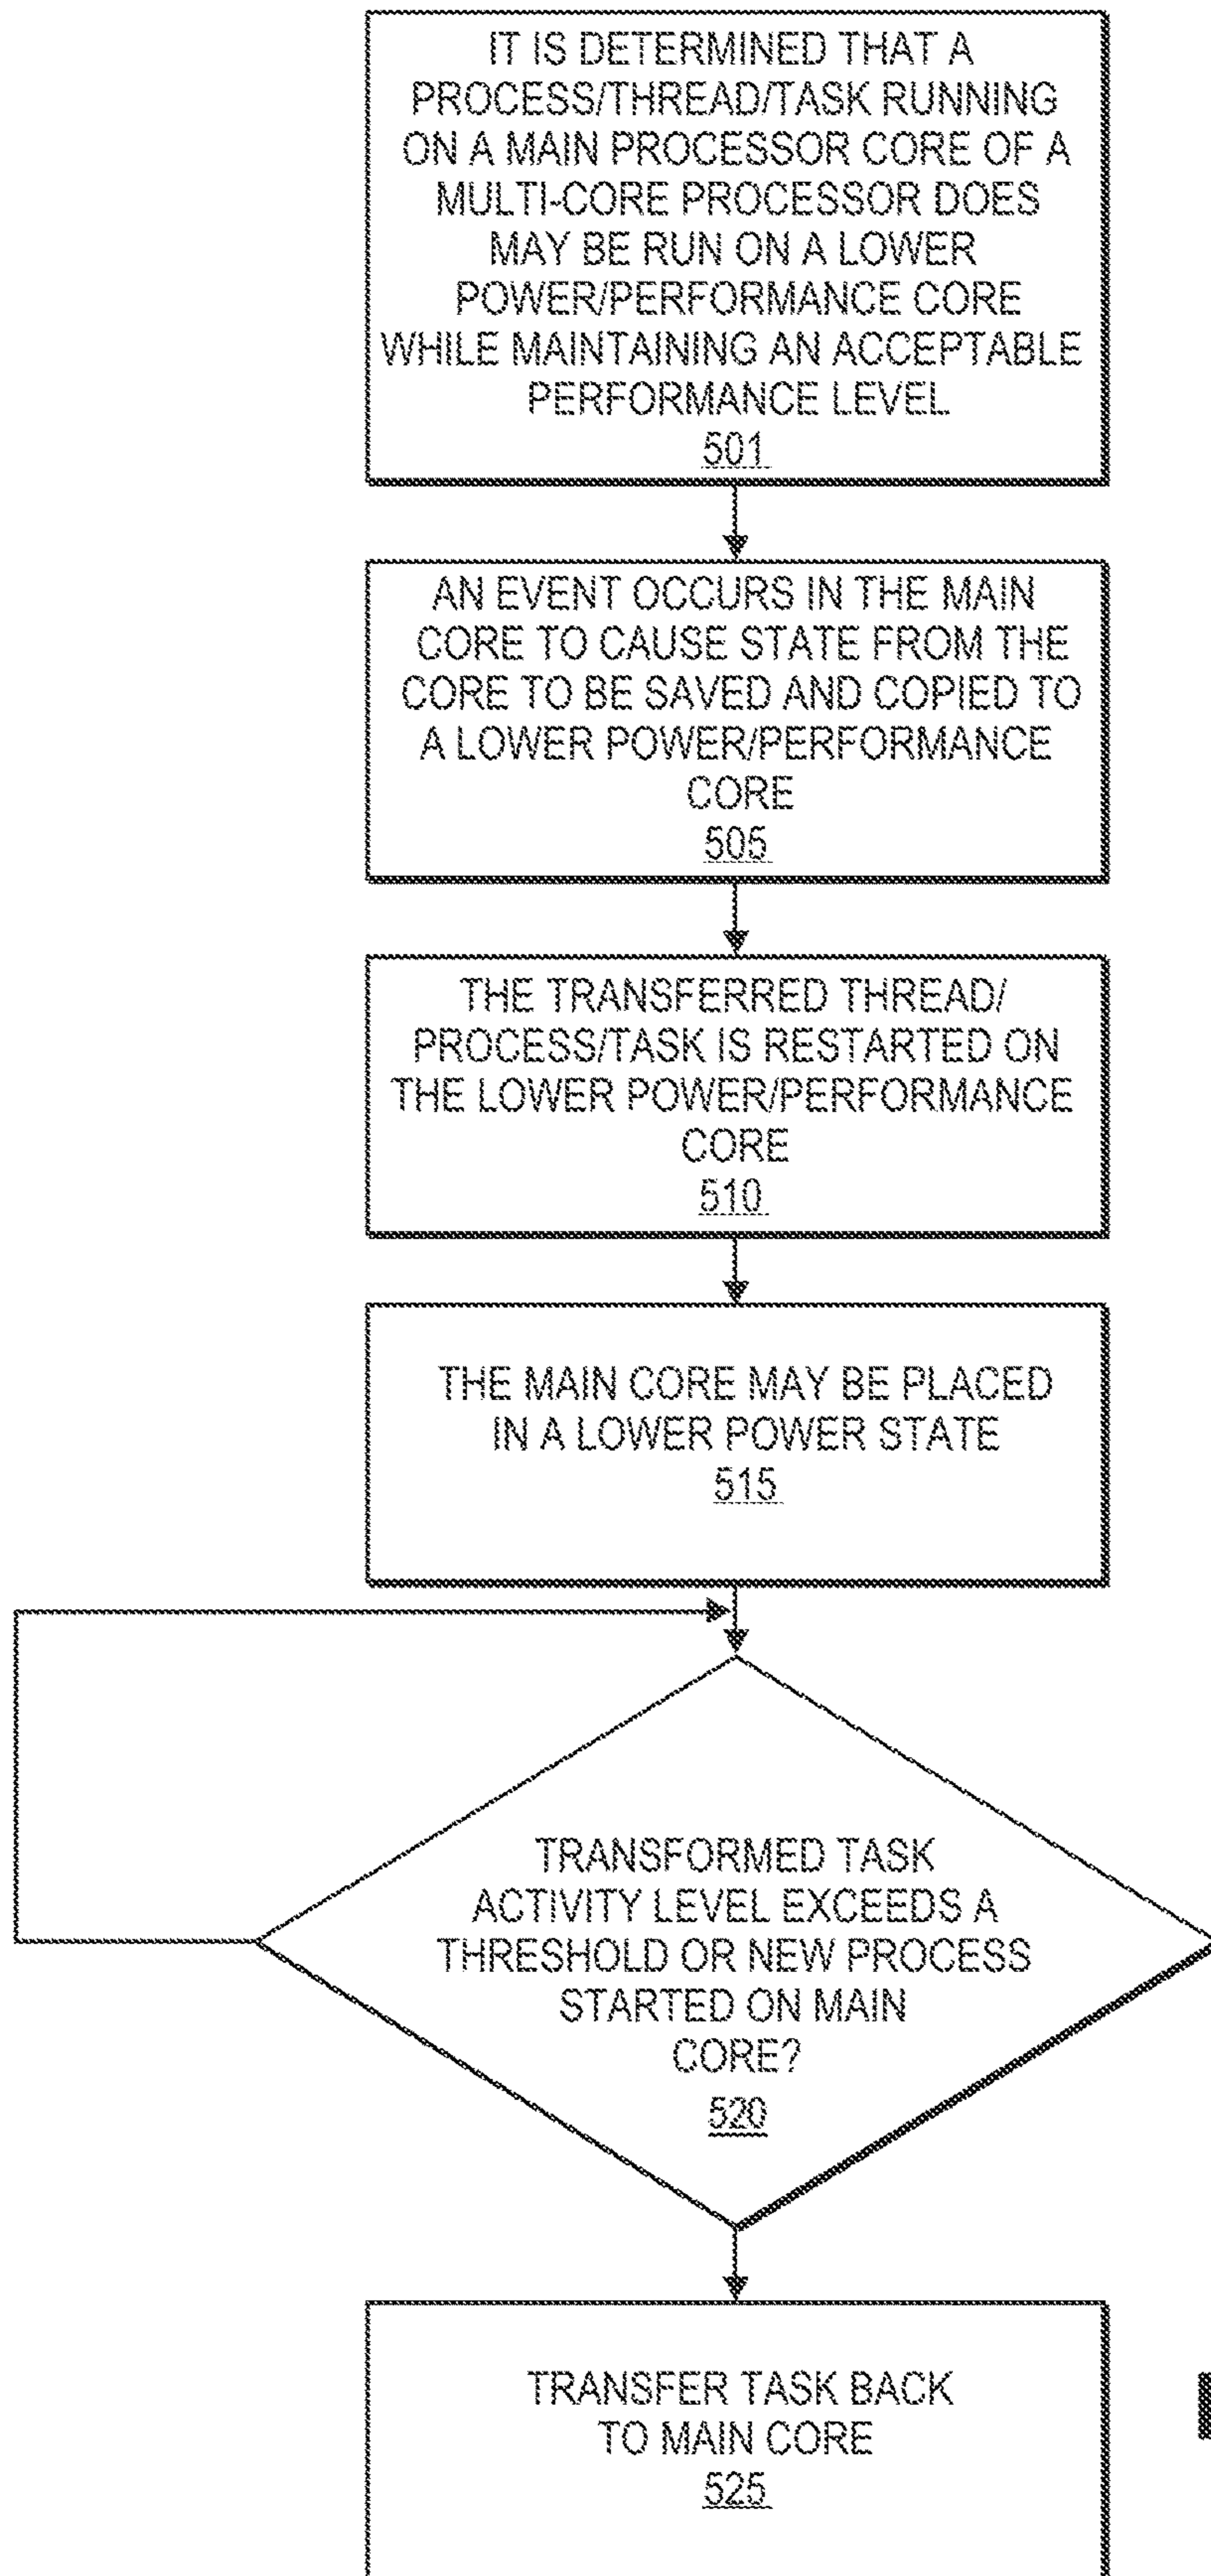 IT IS DETERMINED THAT A
PROCESS/THREAD/TASK RUNNING
ON A MAIN PROCESSOR CORE OF A
MULTI-CORE PROCESSOR DOES
MAY BE RUN ON A LOWER
POWER/PERFORMANCE CORE
WHILE MAINTAINING AN ACCEPTABLE
PERFORMANCE LEVEL
501
AN EVENT OCCURS IN THE MAIN
CORE TO CAUSE STATE FROM THE
CORE TO BE SAVED AND COPIED TO
A LOWER POWER/PERFORMANCE
CORE
505
THE TRANSFERRED THREAD/
PROCESS/TASK IS RESTARTED ON
THE LOWER POWER/PERFORMANCE
CORE
510
THE MAIN CORE MAY BE PLACED
IN A LOWER POWER STATE
515
TRANSFORMED TASK
ACTIVITY LEVEL EXCEEDS A
THRESHOLD OR NEW PROCESS
STARTED ON MAIN
CORE?
520
TRANSFER TASK BACK
TO MAIN CORE
525